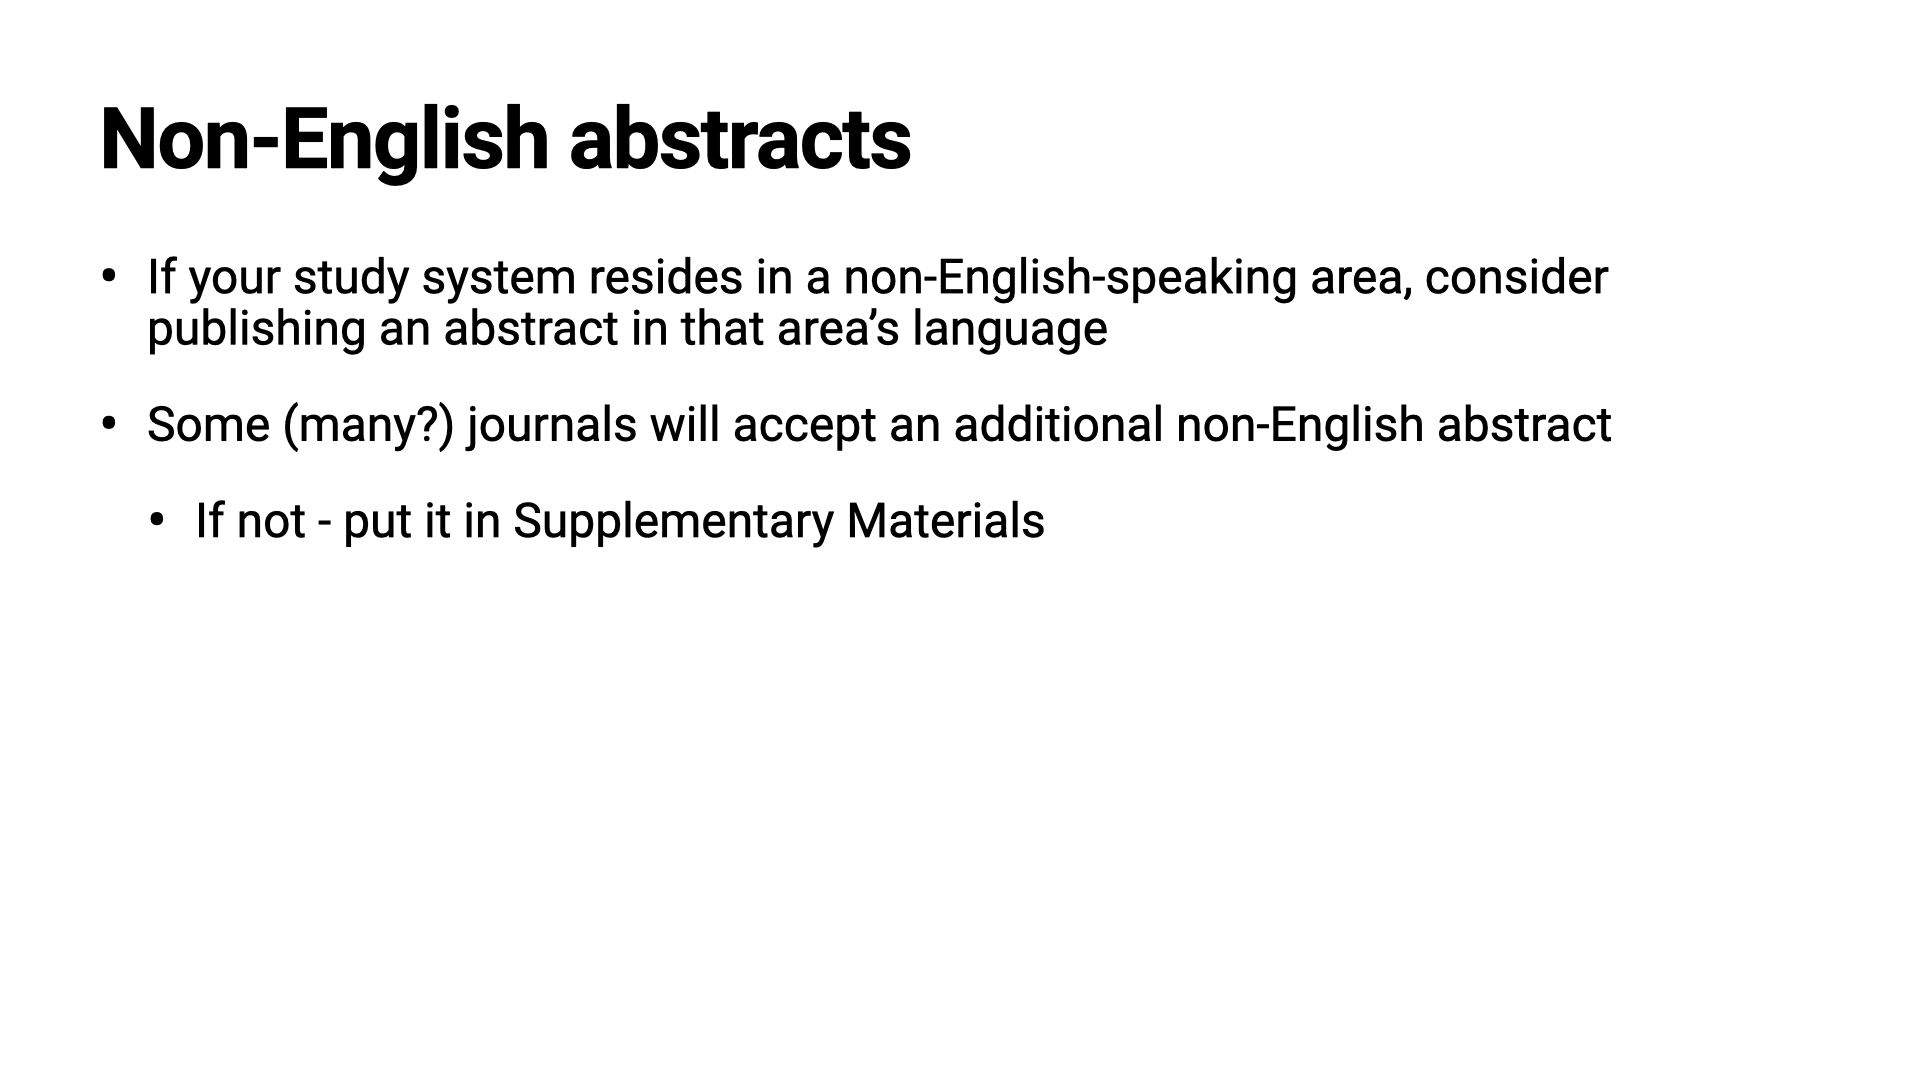 Non-English abstracts
• If your study system resides in a non-English-speaking area, consider
publishing an abstract in that area’s language
• Some (many?) journals will accept an additional non-English abstract
• If not - put it in Supplementary Materials